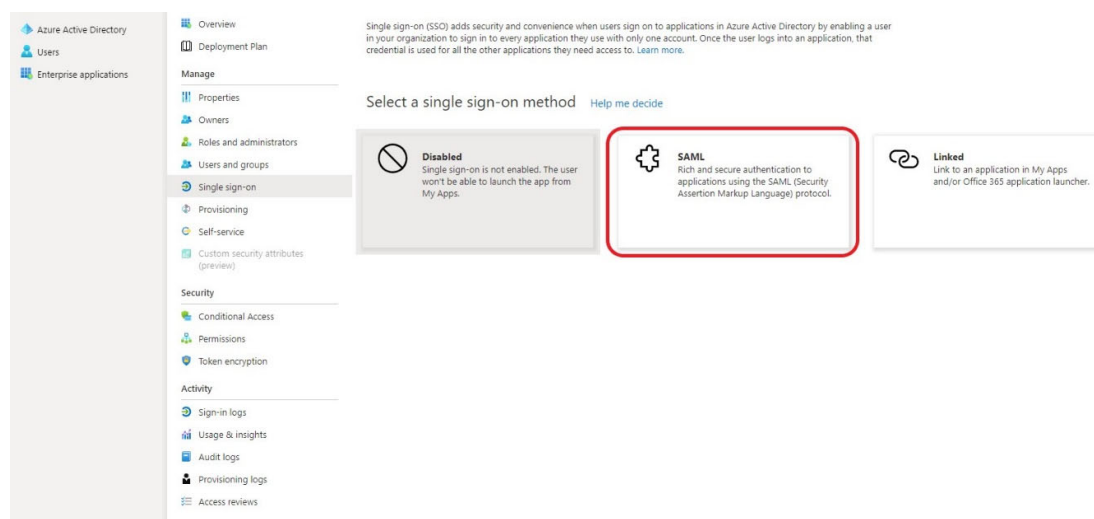 Azure Active Directory
Users
Enterprise applications
Overview
Deployment Plan
Manage
Properties
Owners
Roles and administrators
Users and groups
Single sign-on
Provisioning
Self-service
Custom security attributes
(preview)
Security
Conditional Access
Permissions
Token encryption
Activity
Sign-in logs
Usage & insights
Audit logs
Provisioning logs
Access reviews
Single sign-on (SSO) adds security and convenience when users sign on to applications in Azure Active Directory by enabling a user
in your organization to sign in to every application they use with only one account. Once the user logs into an application, that
credential is used for all the other applications they need access to. Learn more.
Select a single sign-on method Help me decide
Disabled
Single sign-on is not enabled. The user
won't be able to launch the app from
My Apps.
SAML
Rich and secure authentication to
applications using the SAML (Security
Assertion Markup Language) protocol.
Linked
Link to an application in My Apps
and/or Office 365 application launcher.